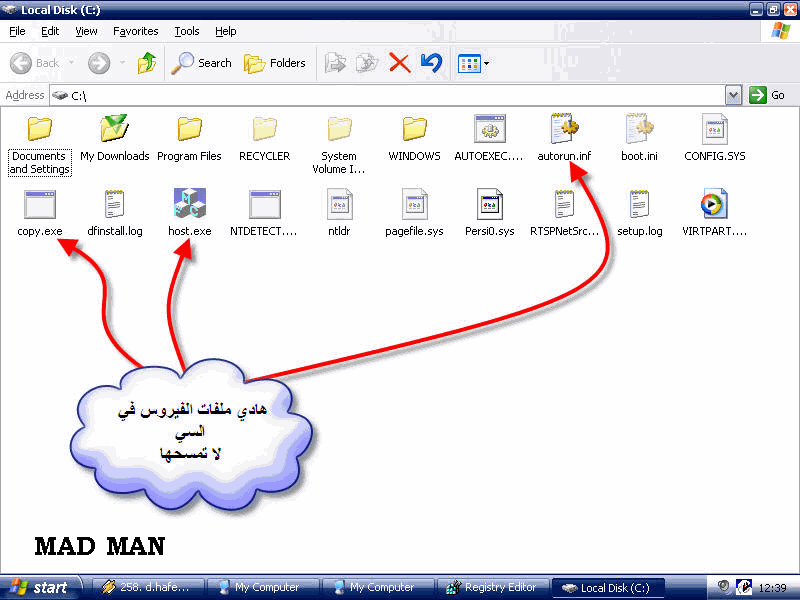 Local Disk (C:)
File Edit View Favorites Tools Help
Back Search Folders
Address C:\ Go
Documents and Settings
My Downloads
Program Files
RECYCLER
System Volume I...
WINDOWS
AUTOEXEC....
autorun.inf
boot.ini
CONFIG.SYS
copy.exe
dfinstall.log
host.exe
NTDETECT....
ntldr
pagefile.sys
Persi0.sys
RTSPNetSrc...
setup.log
VIRTPART....
هادي ملفات الفيروس في
السي
لا تمسحها
MAD MAN
start 258. d.hafe... My Computer My Computer Registry Editor Local Disk (C:) 12:39